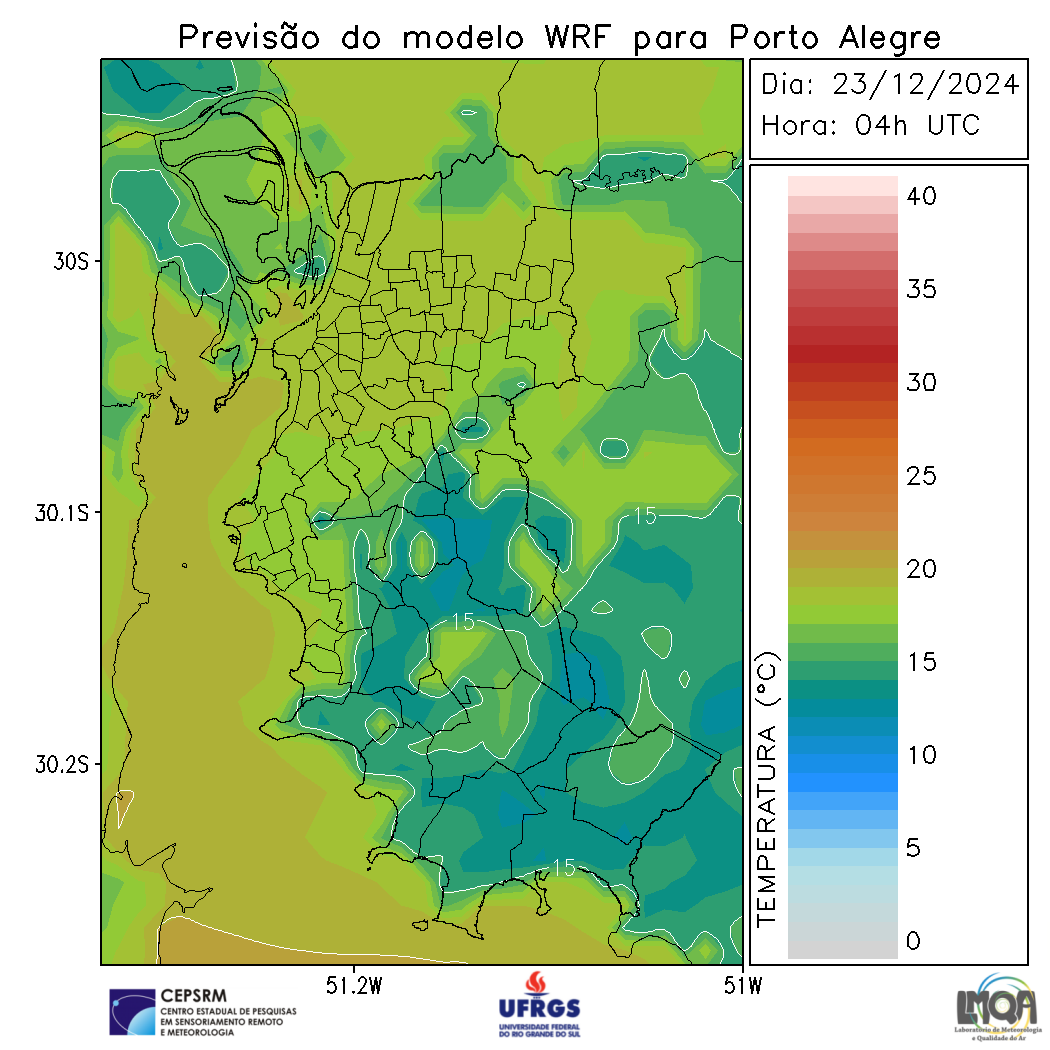 Previsão do modelo WRF para Porto Alegre
Dia: 23/12/2024
Hora: 04h UTC
30S
30.1S
30.2S
51.2W
51W
15
15
15
TEMPERATURA (°C)
40
35
30
25
20
15
10
5
0
CEPSRM
CENTRO ESTADUAL DE PESQUISAS
EM SENSORIAMENTO REMOTO
E METEOROLOGIA
UFRGS
UNIVERSIDADE FEDERAL
DO RIO GRANDE DO SUL
LMQA
Laboratório de Meteorologia
e Qualidade do Ar